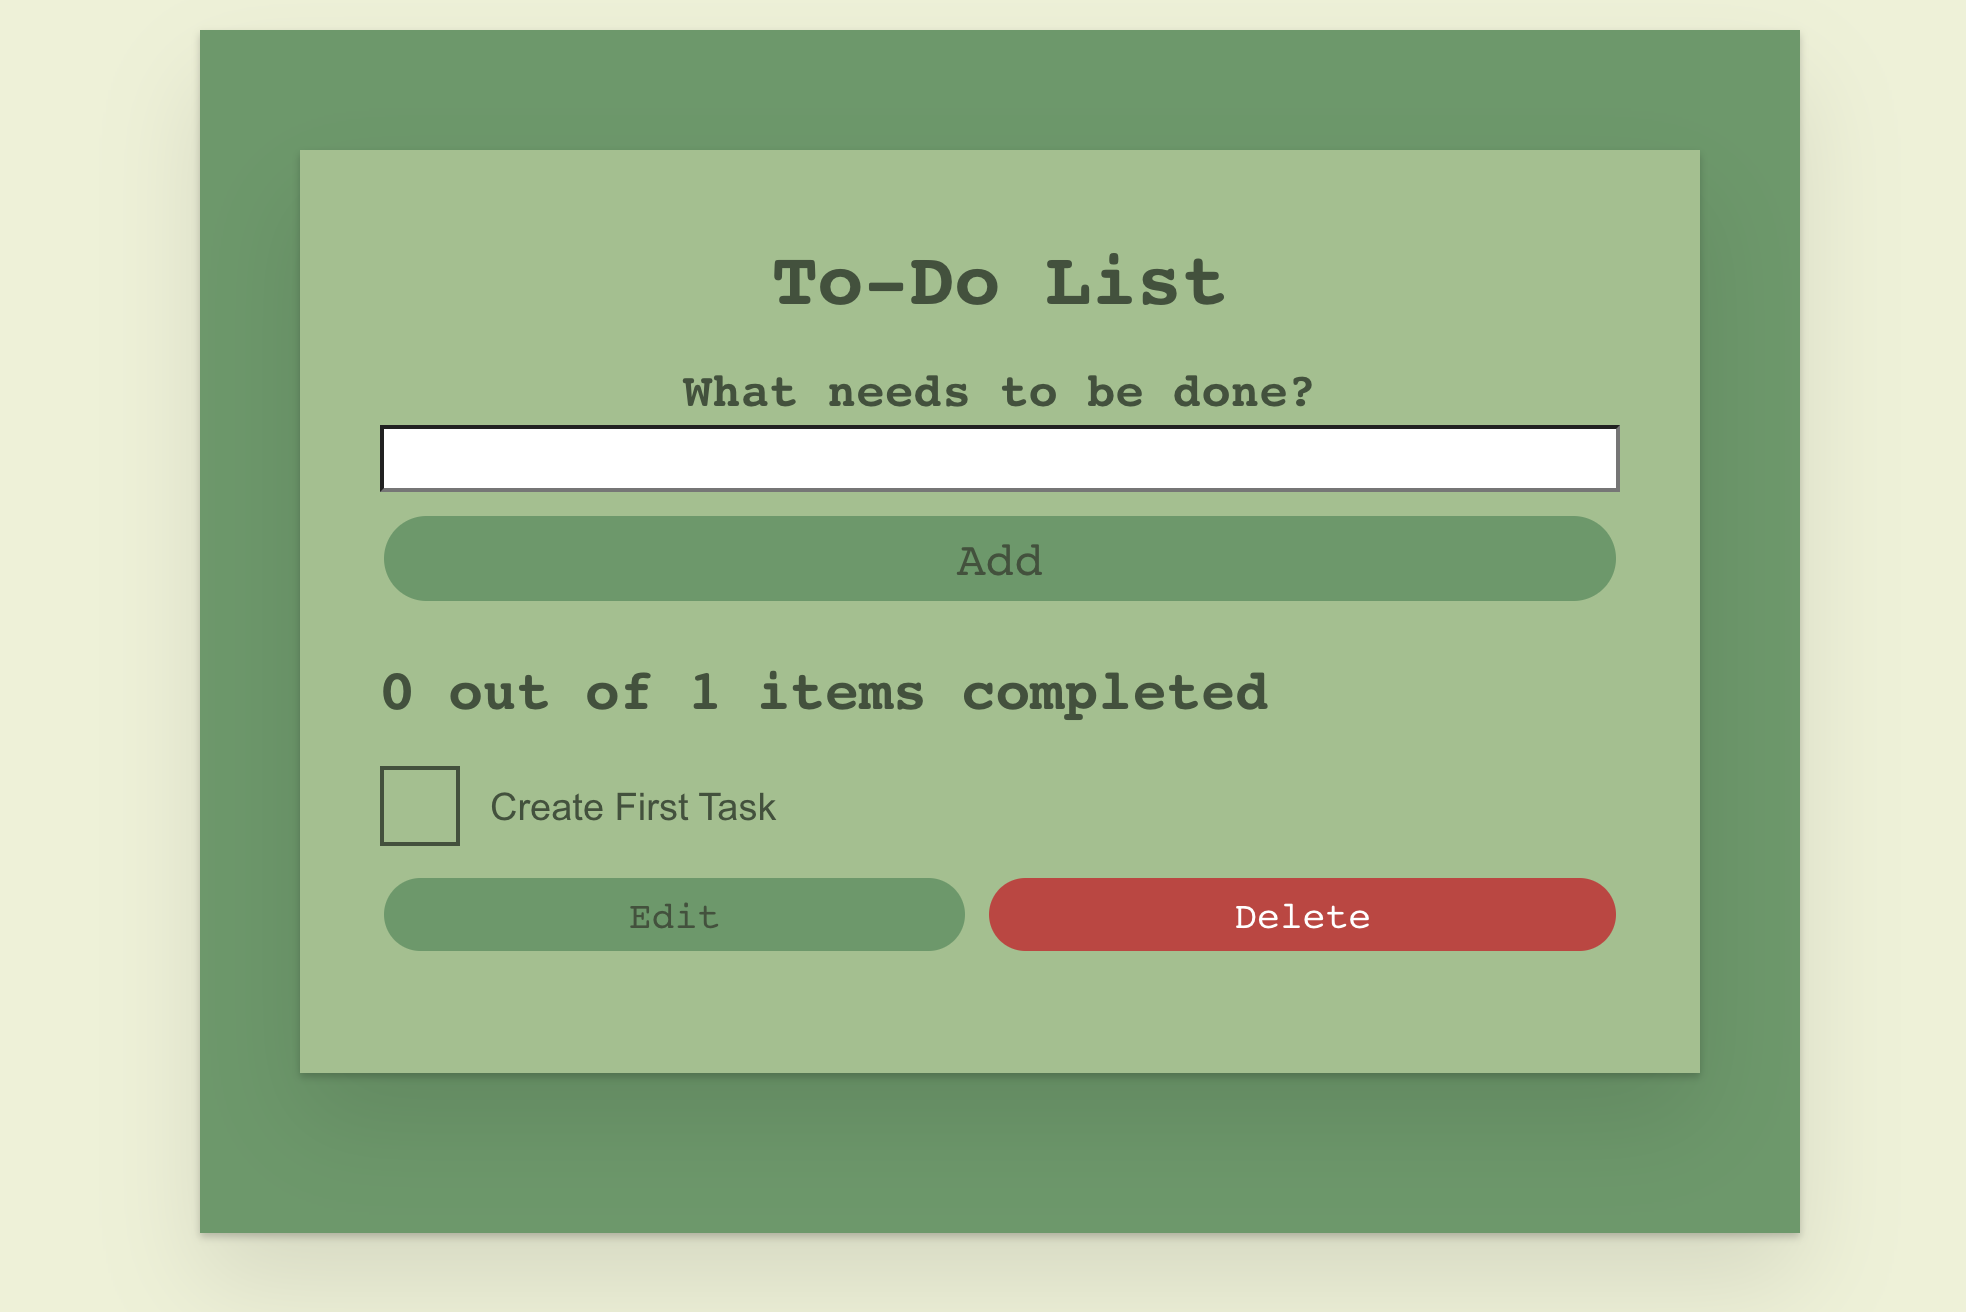 To-Do List
What needs to be done?
Add
0 out of 1 items completed
Create First Task
Edit
Delete